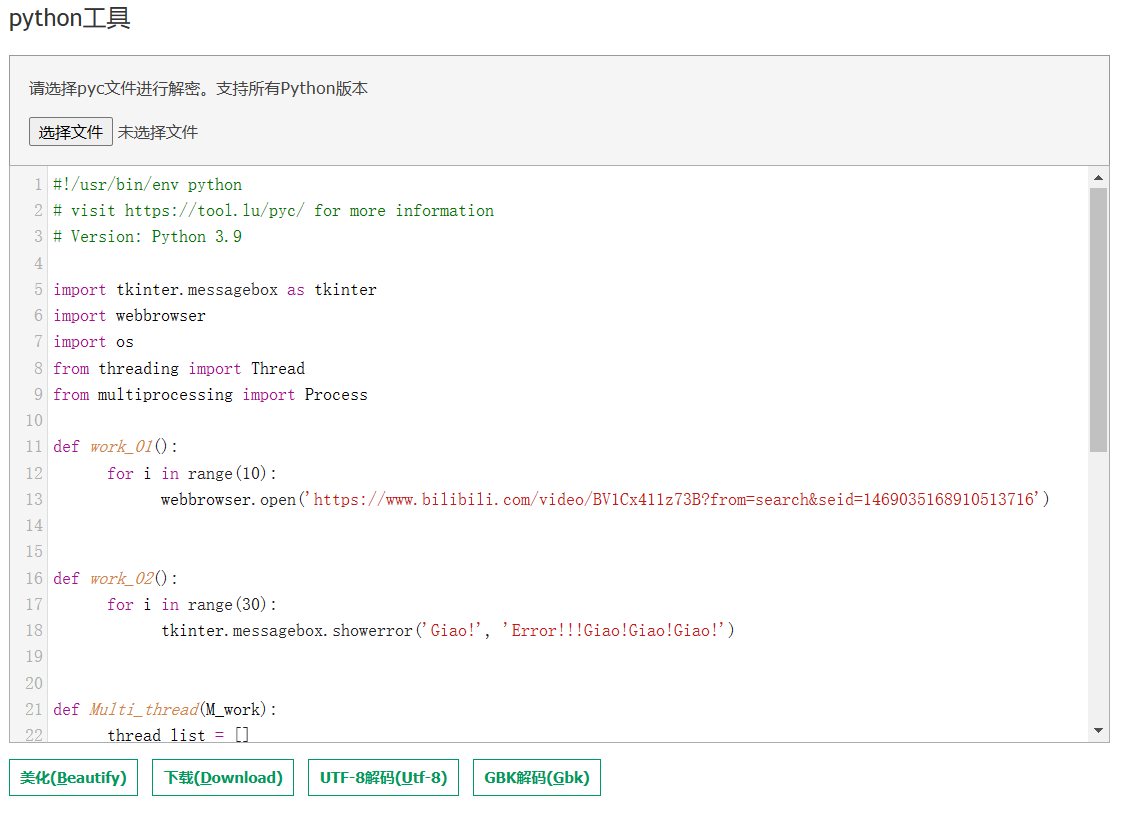 python工具
请选择pyc文件进行解密。支持所有Python版本
选择文件 未选择文件
1 #!/usr/bin/env python
2 # visit https://tool.lu/pyc/ for more information
3 # Version: Python 3.9
4
5 import tkinter.messagebox as tkinter
6 import webbrowser
7 import os
8 from threading import Thread
9 from multiprocessing import Process
10
11 def work_01():
12 for i in range(10):
13 webbrowser.open('https://www.bilibili.com/video/BV1Cx411z73B?from=search&seid=1469035168910513716')
14
15
16 def work_02():
17 for i in range(30):
18 tkinter.messagebox.showerror('Giao!', 'Error!!!Giao!Giao!Giao!')
19
20
21 def Multi_thread(M_work):
22 thread_list = []
美化(Beautify) 下载(Download) UTF-8解码(Utf-8) GBK解码(Gbk)